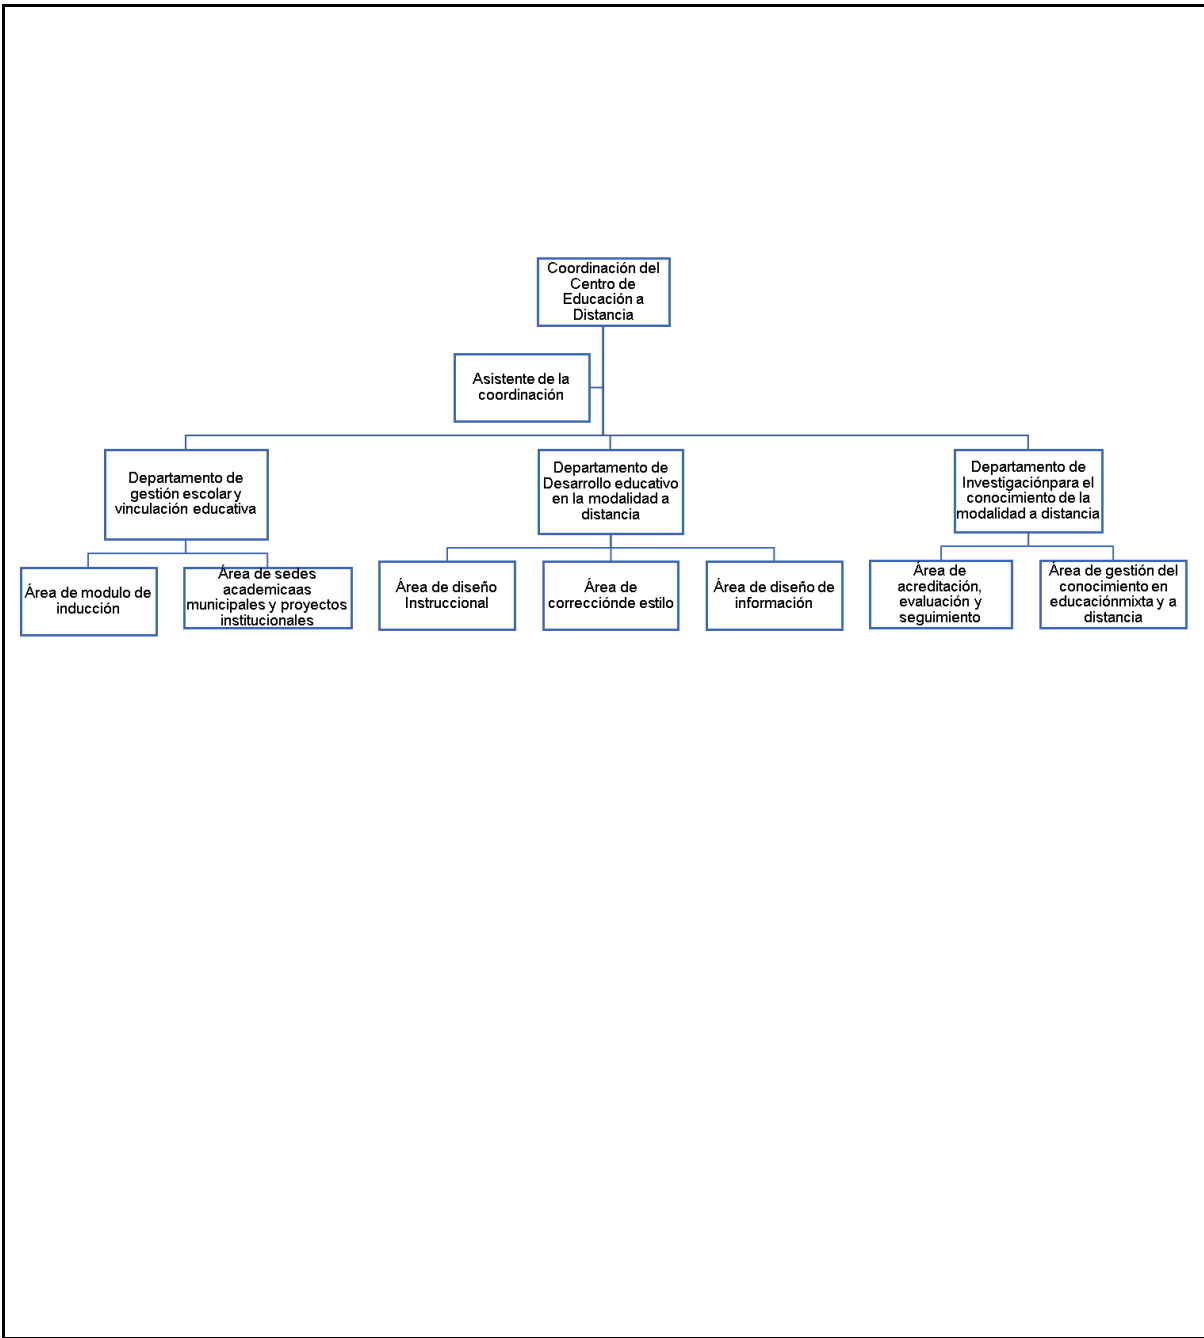 Coordinación del
Centro de
Educación a
Distancia
Asistente de la
coordinación
Departamento de
gestión escolar y
vinculación educativa
Departamento de
Desarrollo educativo
en la modalidad a
distancia
Departamento de
Investigaciónpara el
conocimiento de la
modalidad a distancia
Área de modulo de
inducción
Área de sedes
academicaas
municipales y proyectos
institucionales
Área de diseño
Instruccional
Área de
correcciónde estilo
Área de diseño de
información
Área de
acreditación,
evaluación y
seguimiento
Área de gestión del
conocimiento en
educaciónmixta y a
distancia